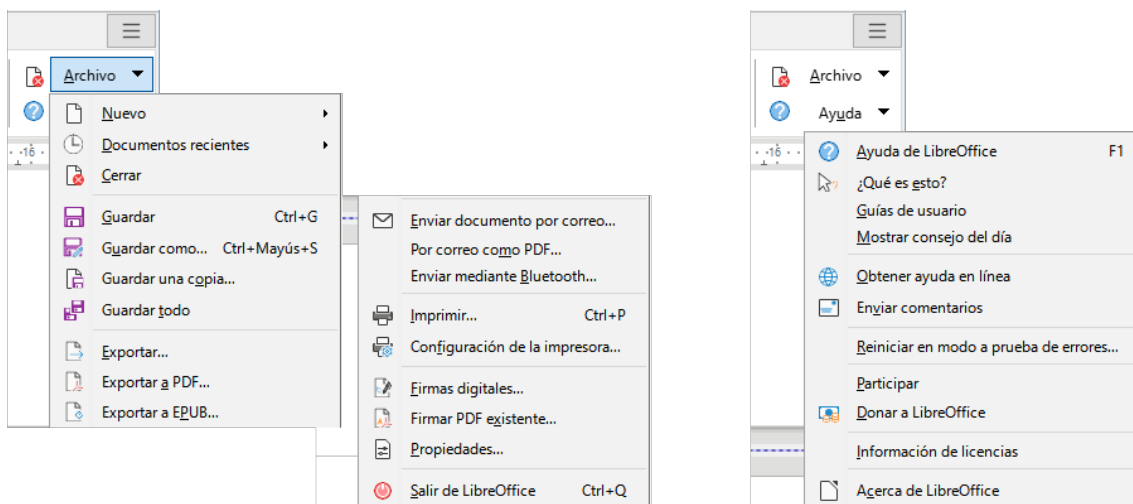 Archivo
Nuevo
Documentos recientes
Cerrar
Guardar Ctrl+G
Guardar como... Ctrl+Mayús+S
Guardar una copia...
Guardar todo
Exportar...
Exportar a PDF...
Exportar a EPUB...
16
Enviar documento por correo...
Por correo como PDF...
Enviar mediante Bluetooth...
Imprimir... Ctrl+P
Configuración de la impresora...
Firmas digitales...
Firmar PDF existente...
Propiedades...
Salir de LibreOffice Ctrl+Q
Archivo
Ayuda
16
Ayuda de LibreOffice F1
¿Qué es esto?
Guías de usuario
Mostrar consejo del día
Obtener ayuda en línea
Enviar comentarios
Reiniciar en modo a prueba de errores...
Participar
Donar a LibreOffice
Información de licencias
Acerca de LibreOffice